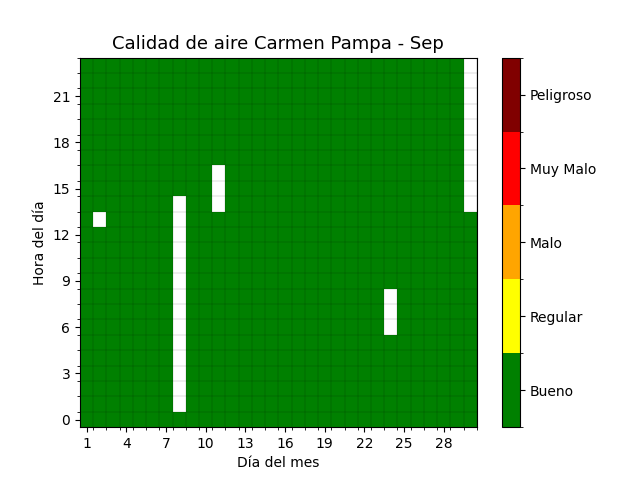 Calidad de aire Carmen Pampa - Sep
Hora del día
21
18
15
12
9
6
3
0
1 4 7 10 13 16 19 22 25 28
Día del mes
Peligroso
Muy Malo
Malo
Regular
Bueno